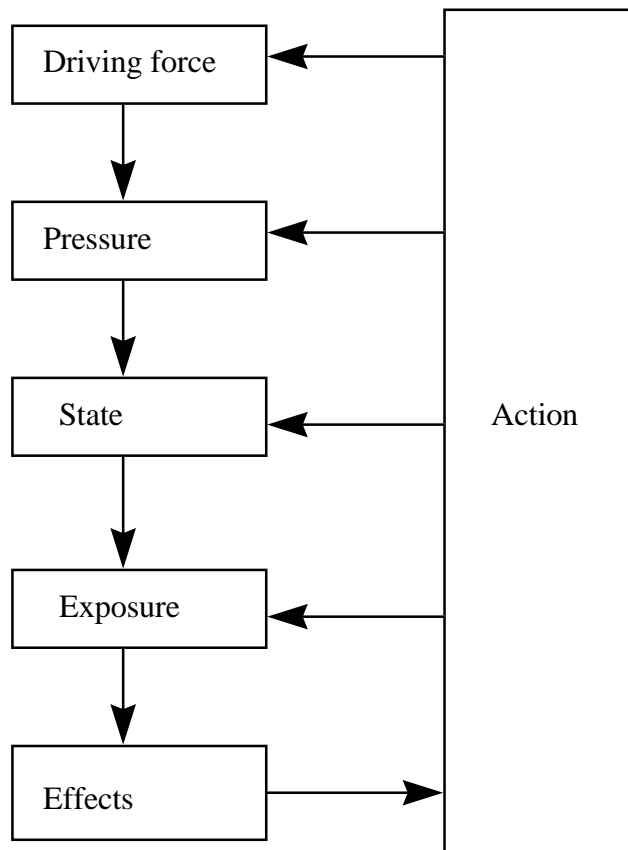 Driving force
Pressure
State
Action
Exposure
Effects